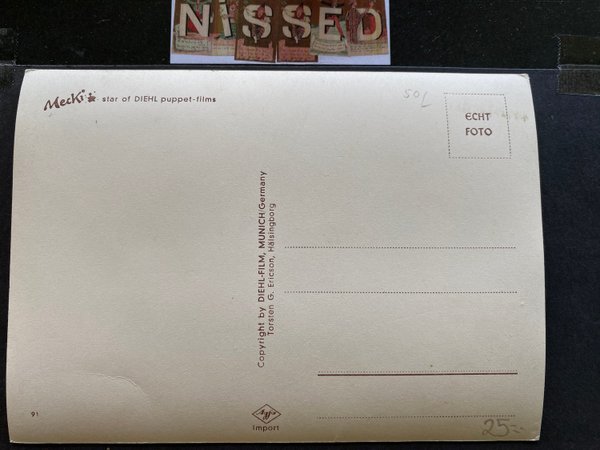 NISSED
Mecki star of DIEHL puppet-films
50L
ECHT
FOTO
Copyright by DIEHL-FILM, MUNICH/Germany
Torsten G. Ericson, Hälsingborg
91
Agfa
Import
25:-